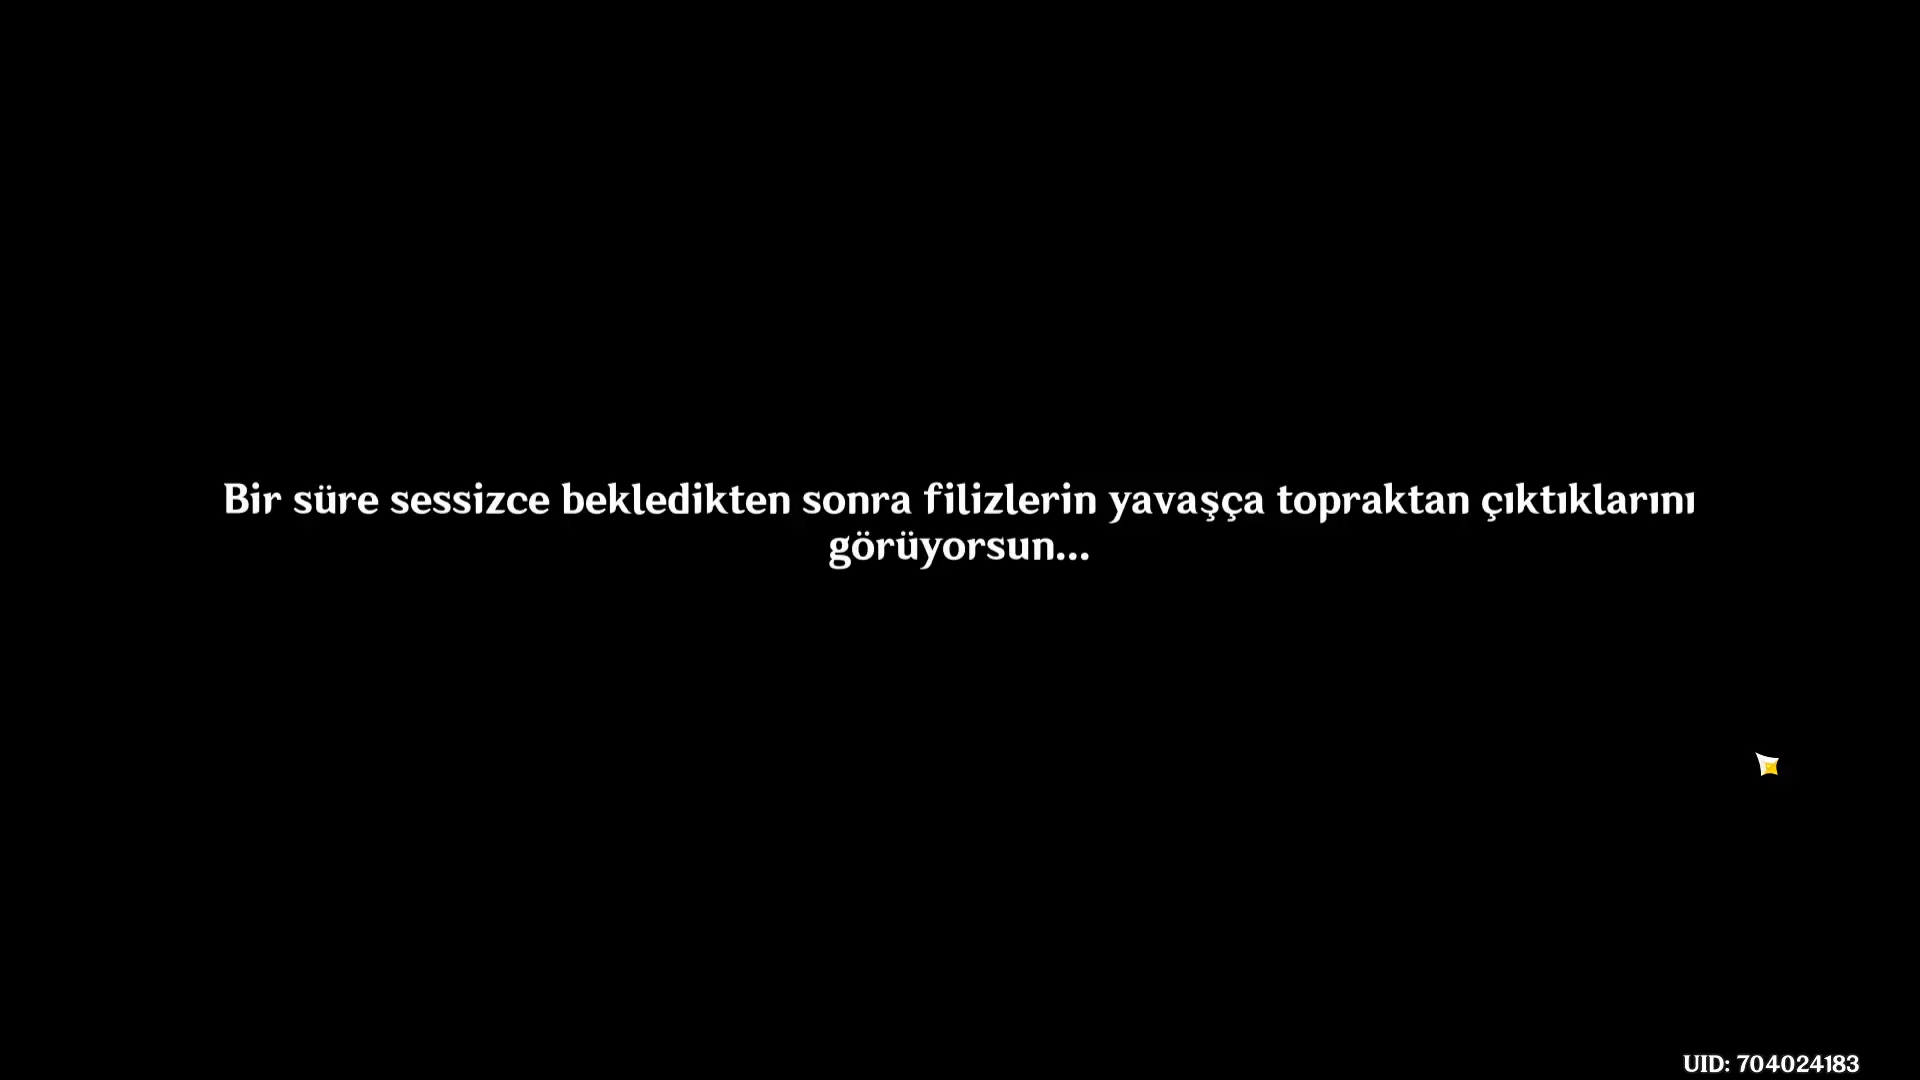 Bir süre sessizce bekledikten sonra filizlerin yavaşça topraktan çıktıklarını
görüyorsun...
UID: 704024183